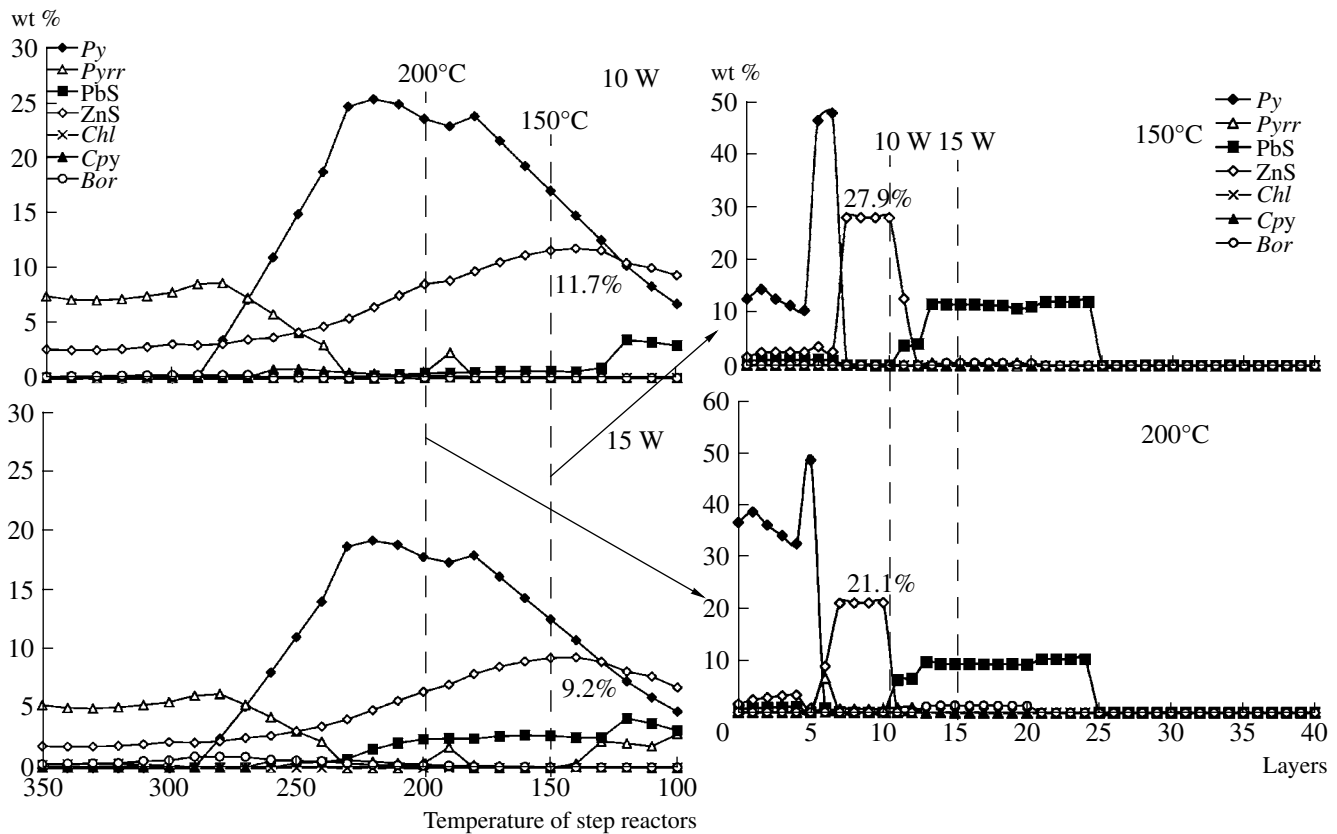 wt %
30
25
20
15
10
5
0
Py
Pyrr
PbS
ZnS
Chl
Cpy
Bor
200°C
150°C
10 W
11.7%
30
25
20
15
10
5
0
15 W
9.2%
350
300
250
200
150
100
Temperature of step reactors
wt %
50
40
30
20
10
0
10 W 15 W
150°C
27.9%
Py
Pyrr
PbS
ZnS
Chl
Cpy
Bor
60
50
40
30
20
10
200°C
21.1%
0
5
10
15
20
25
30
35
40
Layers